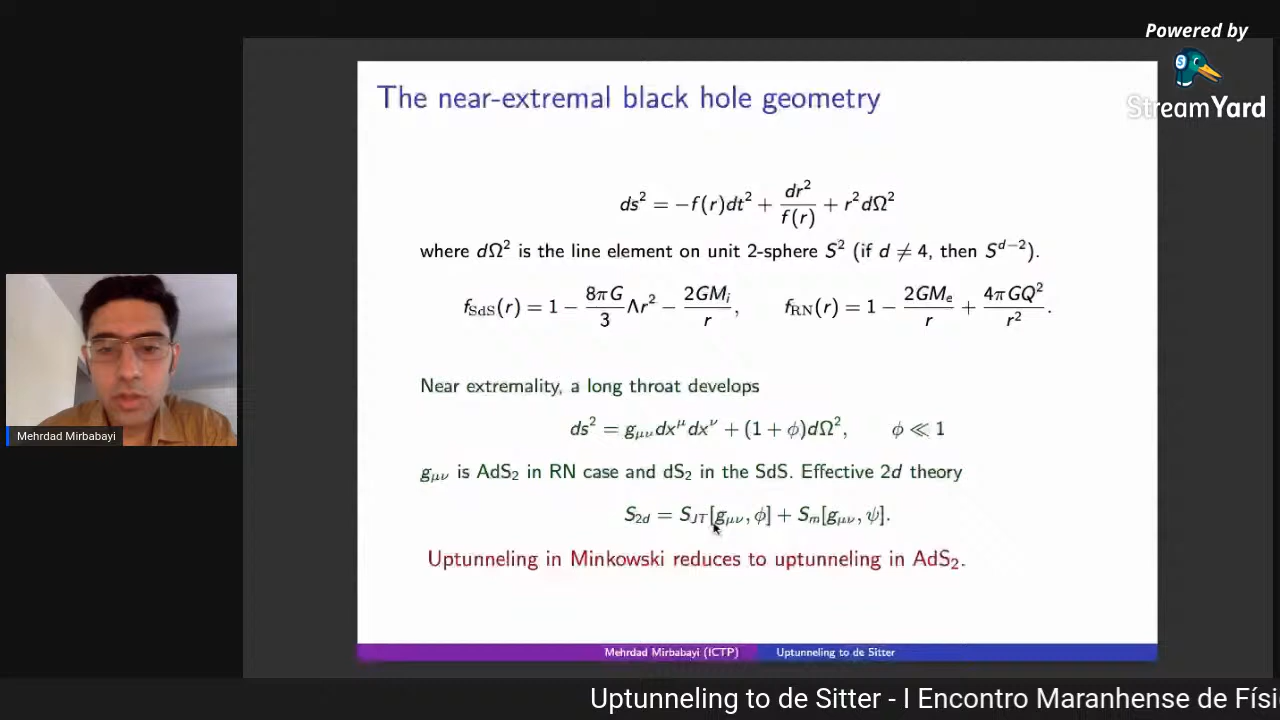 Powered by
StreamYard
The near-extremal black hole geometry
ds² = −f(r)dt² + dr²/f(r) + r²dΩ²
where dΩ² is the line element on unit 2-sphere S² (if d ≠ 4, then S^{d−2}).
f_SdS(r) = 1 − 8πG/3 Λr² − 2GM_i/r, f_RN(r) = 1 − 2GM_e/r + 4πGQ²/r².
Near extremality, a long throat develops
ds² = g_μν dx^μ dx^ν + (1 + φ)dΩ², φ ≪ 1
g_μν is AdS₂ in RN case and dS₂ in the SdS. Effective 2d theory
S_2d = S_JT[g_μν, φ] + S_m[g_μν, ψ].
Uptunneling in Minkowski reduces to uptunneling in AdS₂.
Mehrdad Mirbabayi
Mehrdad Mirbabayi (ICTP) Uptunneling to de Sitter
Uptunneling to de Sitter - I Encontro Maranhense de Físi